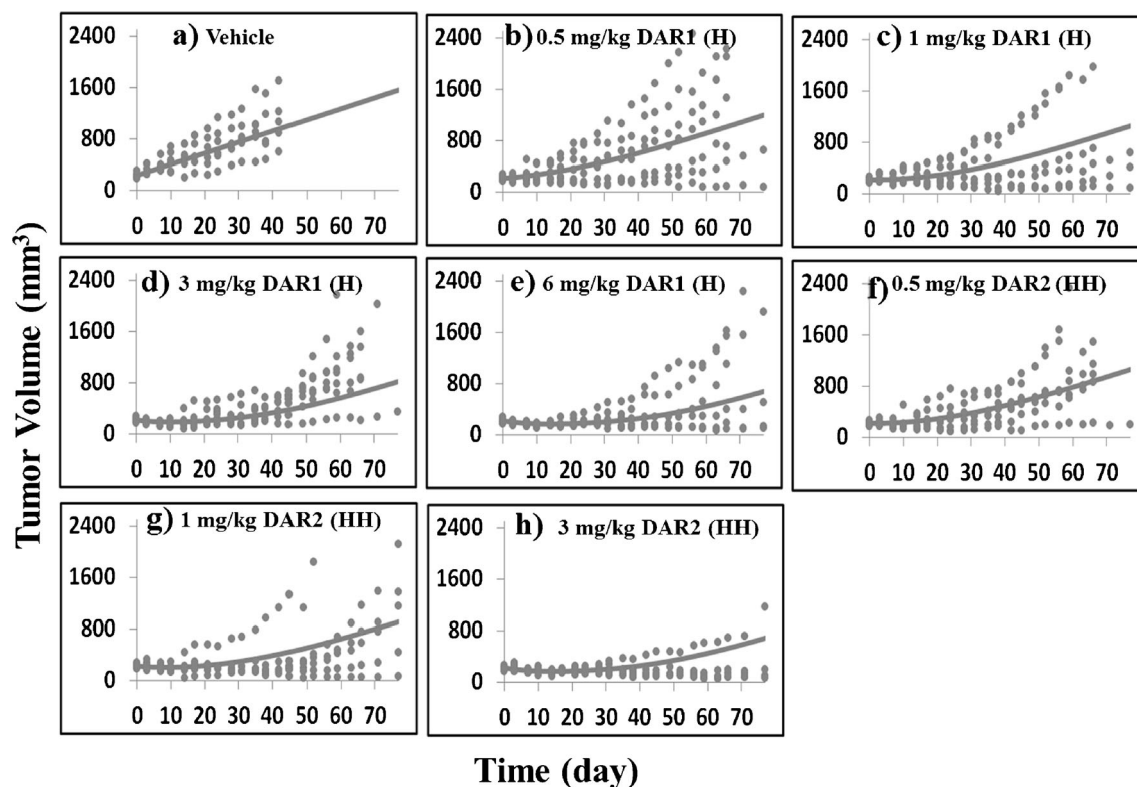 Tumor Volume (mm³)
a) Vehicle
2400
1600
800
0
0 10 20 30 40 50 60 70
b) 0.5 mg/kg DAR1 (H)
2400
1600
800
0
0 10 20 30 40 50 60 70
c) 1 mg/kg DAR1 (H)
2400
1600
800
0
0 10 20 30 40 50 60 70
d) 3 mg/kg DAR1 (H)
2400
1600
800
0
0 10 20 30 40 50 60 70
e) 6 mg/kg DAR1 (H)
2400
1600
800
0
0 10 20 30 40 50 60 70
f) 0.5 mg/kg DAR2 (HH)
2400
1600
800
0
0 10 20 30 40 50 60 70
g) 1 mg/kg DAR2 (HH)
2400
1600
800
0
0 10 20 30 40 50 60 70
h) 3 mg/kg DAR2 (HH)
2400
1600
800
0
0 10 20 30 40 50 60 70
Time (day)